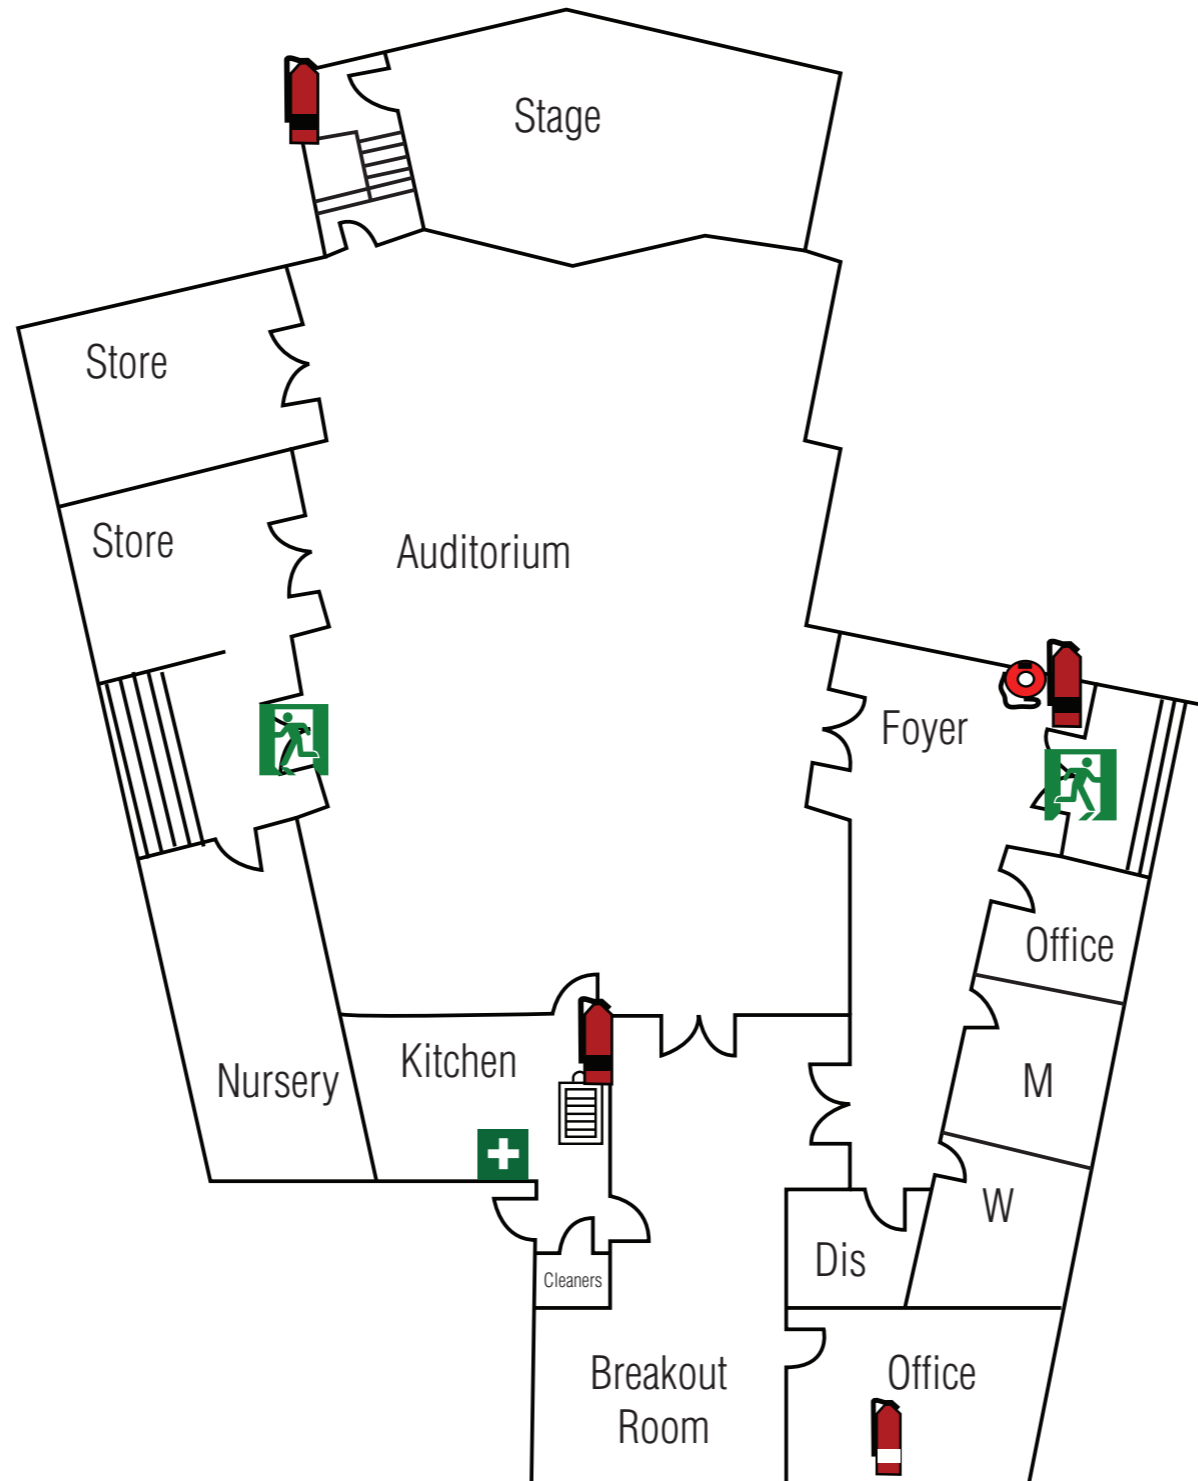 Stage
Store
Store
Auditorium
Foyer
Office
Kitchen
Nursery
M
W
Dis
Cleaners
Breakout
Room
Office